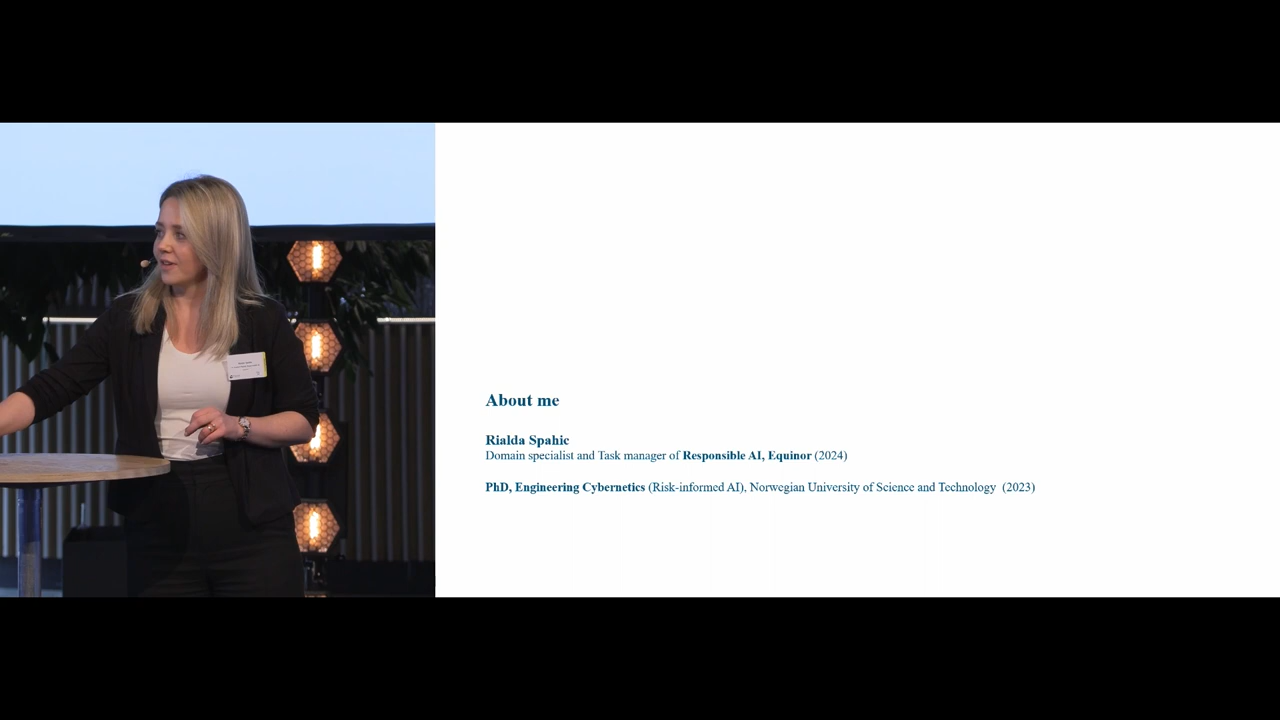 About me
Rialda Spahic
Domain specialist and Task manager of Responsible AI, Equinor (2024)
PhD, Engineering Cybernetics (Risk-informed AI), Norwegian University of Science and Technology (2023)